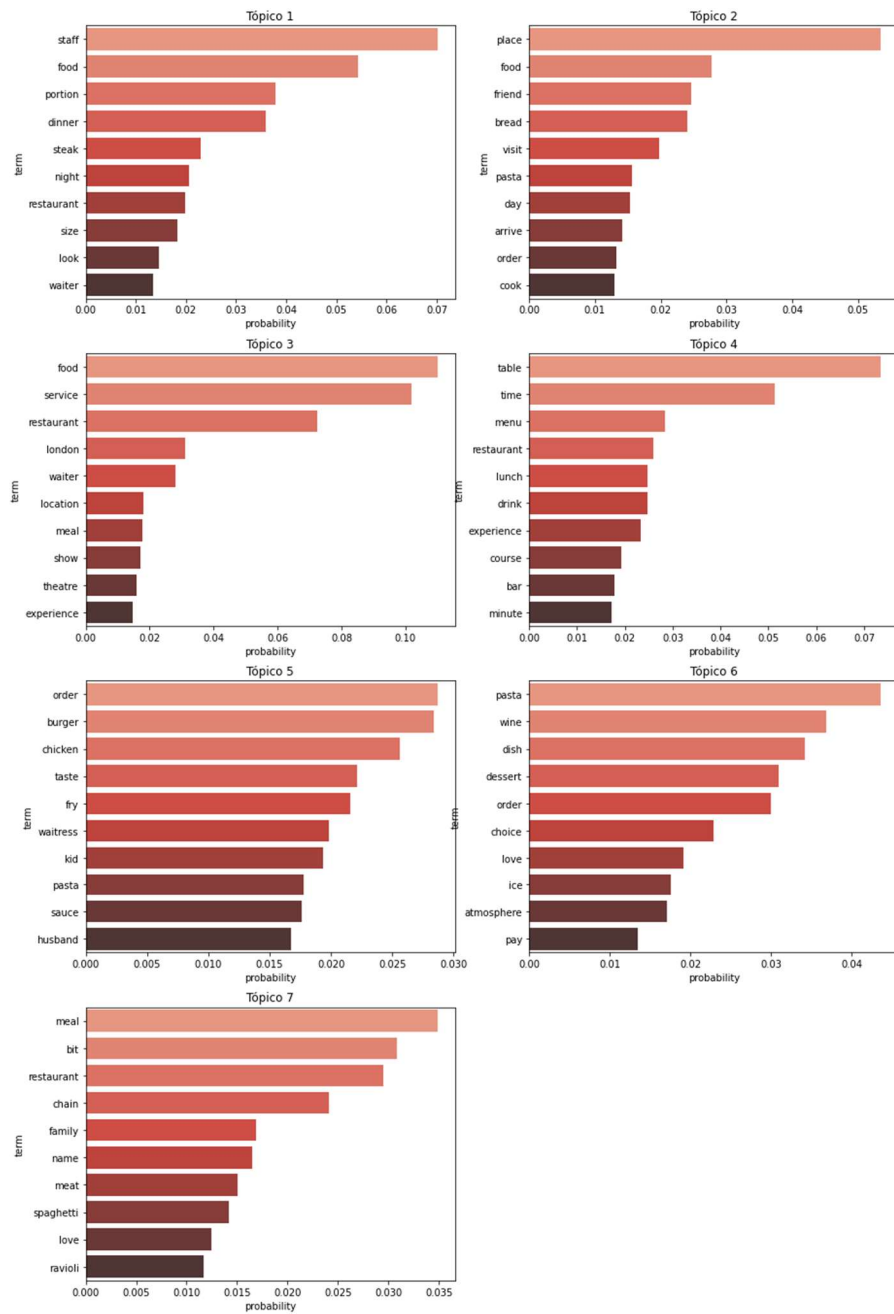 Tópico 1
term
staff
food
portion
dinner
steak
night
restaurant
size
look
waiter
0.00 0.01 0.02 0.03 0.04 0.05 0.06 0.07
probability
Tópico 2
term
place
food
friend
bread
visit
pasta
day
arrive
order
cook
0.00 0.01 0.02 0.03 0.04 0.05
probability
Tópico 3
term
food
service
restaurant
london
waiter
location
meal
show
theatre
experience
0.00 0.02 0.04 0.06 0.08 0.10
probability
Tópico 4
term
table
time
menu
restaurant
lunch
drink
experience
course
bar
minute
0.00 0.01 0.02 0.03 0.04 0.05 0.06 0.07
probability
Tópico 5
term
order
burger
chicken
taste
fry
waitress
kid
pasta
sauce
husband
0.000 0.005 0.010 0.015 0.020 0.025 0.030
probability
Tópico 6
term
pasta
wine
dish
dessert
order
choice
love
ice
atmosphere
pay
0.00 0.01 0.02 0.03 0.04
probability
Tópico 7
term
meal
bit
restaurant
chain
family
name
meat
spaghetti
love
ravioli
0.000 0.005 0.010 0.015 0.020 0.025 0.030 0.035
probability